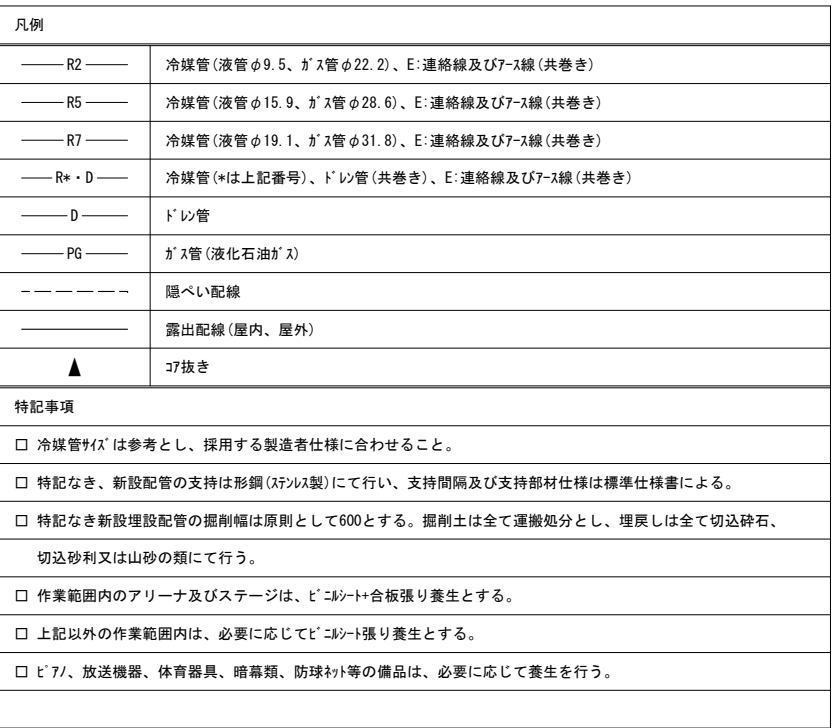 凡例
R2 冷媒管(液管φ9.5、ｶﾞｽ管φ22.2)、E:連絡線及びｱｰｽ線(共巻き)
R5 冷媒管(液管φ15.9、ｶﾞｽ管φ28.6)、E:連絡線及びｱｰｽ線(共巻き)
R7 冷媒管(液管φ19.1、ｶﾞｽ管φ31.8)、E:連絡線及びｱｰｽ線(共巻き)
R*・D 冷媒管(*は上記番号)、ﾄﾞﾚﾝ管(共巻き)、E:連絡線及びｱｰｽ線(共巻き)
D ﾄﾞﾚﾝ管
PG ｶﾞｽ管(液化石油ｶﾞｽ)
隠ぺい配線
露出配線(屋内、屋外)
ｺｱ抜き
特記事項
□ 冷媒管ｻｲｽﾞは参考とし、採用する製造者仕様に合わせること。
□ 特記なき、新設配管の支持は形鋼(ｽﾃﾝﾚｽ製)にて行い、支持間隔及び支持部材仕様は標準仕様書による。
□ 特記なき新設埋設配管の掘削幅は原則として600とする。掘削土は全て運搬処分とし、埋戻しは全て切込砕石、
切込砂利又は山砂の類にて行う。
□ 作業範囲内のアリーナ及びステージは、ﾋﾞﾆﾙｼｰﾄ+合板張り養生とする。
□ 上記以外の作業範囲内は、必要に応じてﾋﾞﾆﾙｼｰﾄ張り養生とする。
□ ﾋﾟｱﾉ、放送機器、体育器具、暗幕類、防球ﾈｯﾄ等の備品は、必要に応じて養生を行う。